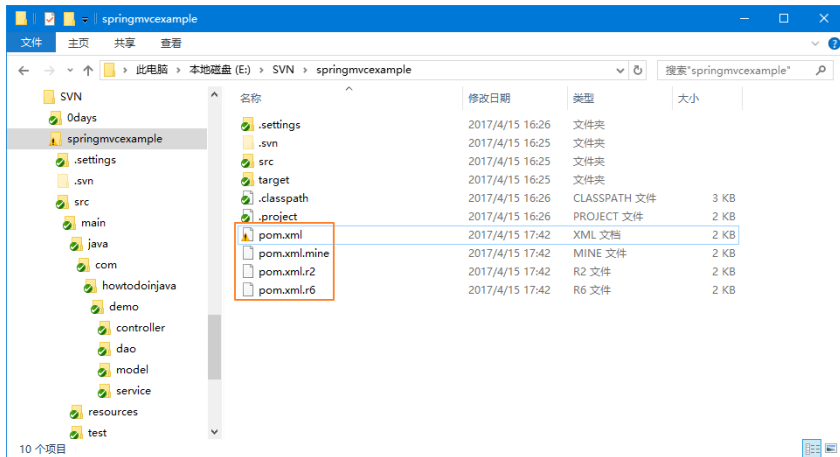 springmvcexample
文件 主页 共享 查看
此电脑 › 本地磁盘 (E:) › SVN › springmvcexample 搜索"springmvcexample"
SVN
0days
springmvcexample
.settings
.svn
src
main
java
com
howtodoinjava
demo
controller
dao
model
service
resources
test
名称 修改日期 类型 大小
.settings 2017/4/15 16:26 文件夹
.svn 2017/4/15 16:25 文件夹
src 2017/4/15 16:25 文件夹
target 2017/4/15 16:25 文件夹
.classpath 2017/4/15 16:26 CLASSPATH 文件 3 KB
.project 2017/4/15 16:26 PROJECT 文件 2 KB
pom.xml 2017/4/15 17:42 XML 文档 2 KB
pom.xml.mine 2017/4/15 17:42 MINE 文件 2 KB
pom.xml.r2 2017/4/15 17:42 R2 文件 2 KB
pom.xml.r6 2017/4/15 17:42 R6 文件 2 KB
10 个项目